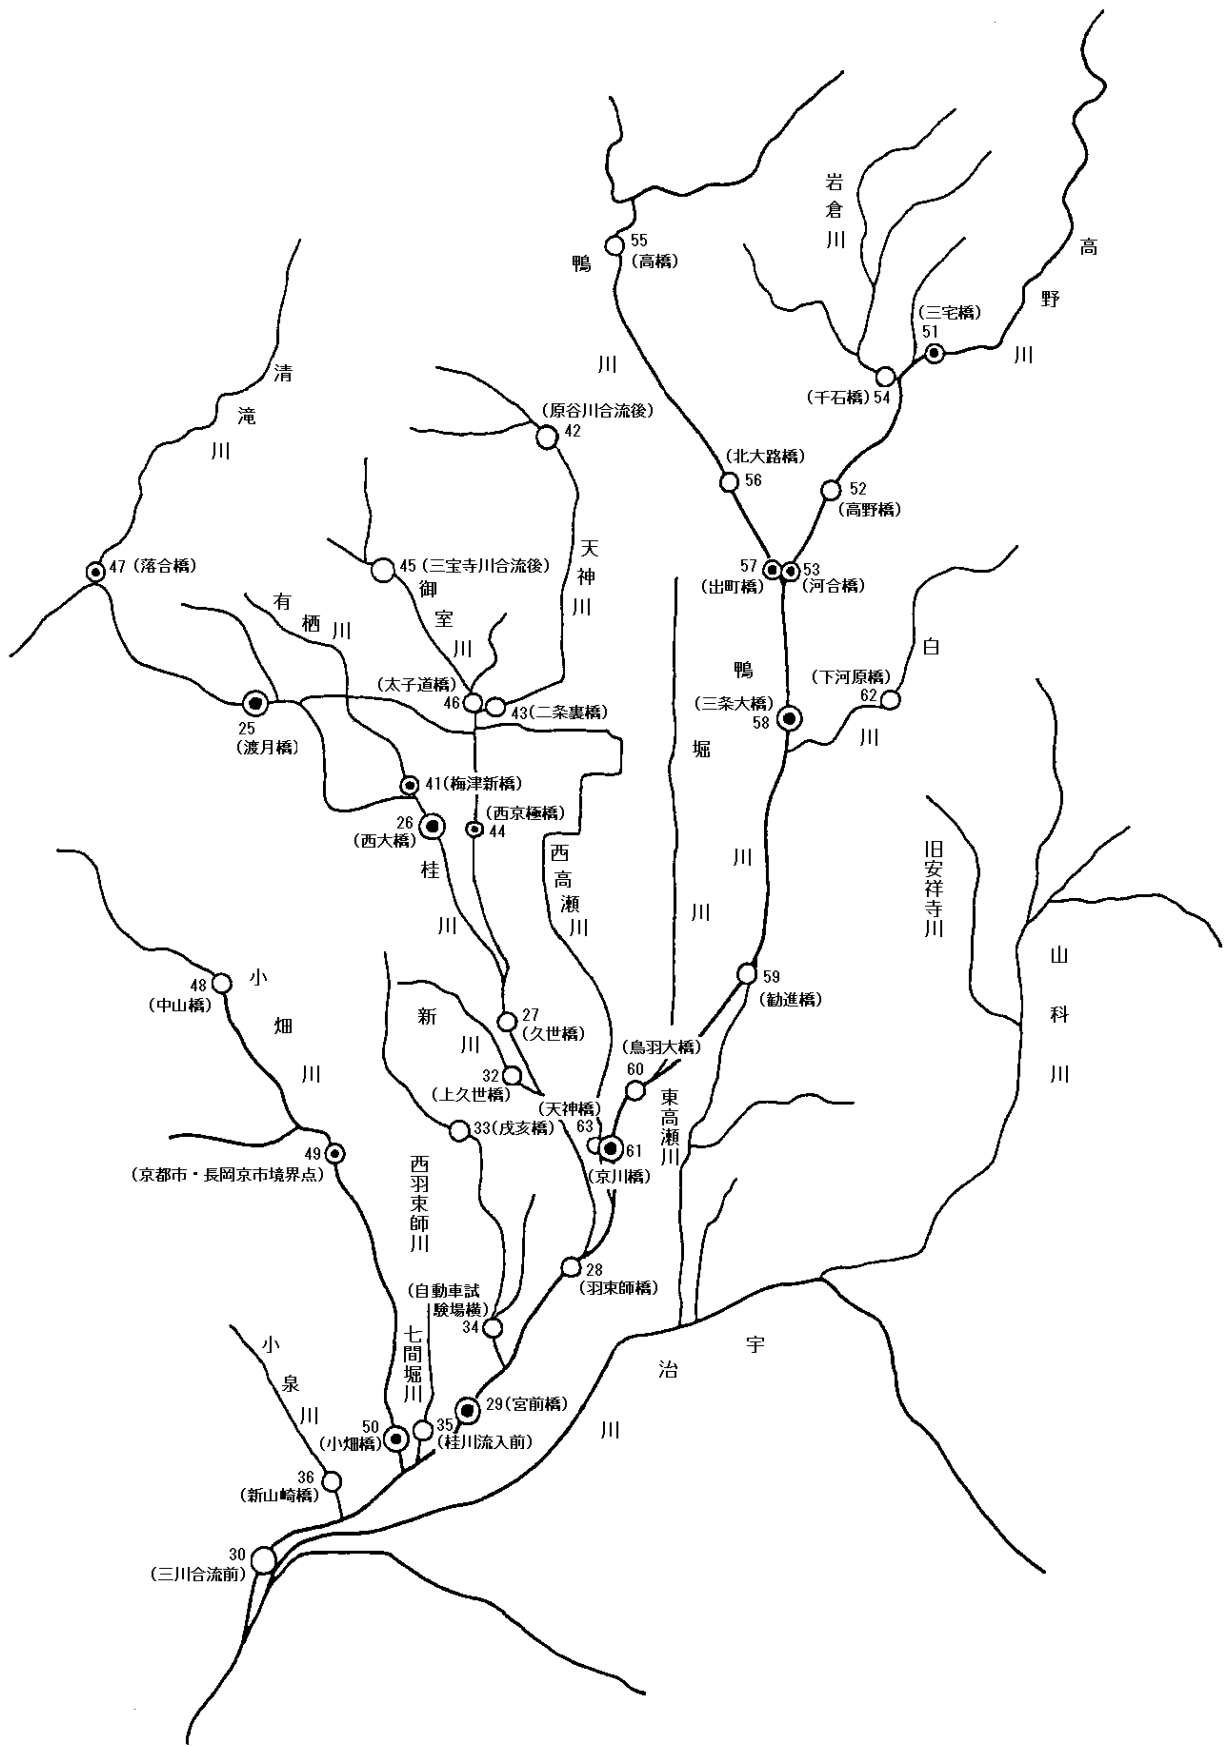 岩倉川
高野川
55
(高橋)
鴨川
(三宅橋)
51
清滝川
(千石橋)54
(原谷川合流後)
42
(北大路橋)
56
52
(高野橋)
天神川
47(落合橋)
45(三宝寺川合流後)
57
(出町橋)
53
(河合橋)
有栖川
御室川
白川
(下河原橋)
62
鴨川
(太子道橋)
46
43(二条裏橋)
(三条大橋)
58
25
(渡月橋)
堀川
41(梅津新橋)
26
(西大橋)
(西京極橋)
44
西高瀬川
桂川
旧安祥寺川
山科川
48
(中山橋)
小畑川
59
(勧進橋)
新川
27
(久世橋)
(鳥羽大橋)
60
32
(上久世橋)
(天神橋)
63
東高瀬川
33(戌亥橋)
61
(京川橋)
49
(京都市・長岡京市境界点)
西羽束師川
28
(羽束師橋)
(自動車試
験場横)
34
七間堀川
小泉川
宇治川
29(宮前橋)
50
(小畑橋)
35
(桂川流入前)
36
(新山崎橋)
30
(三川合流前)